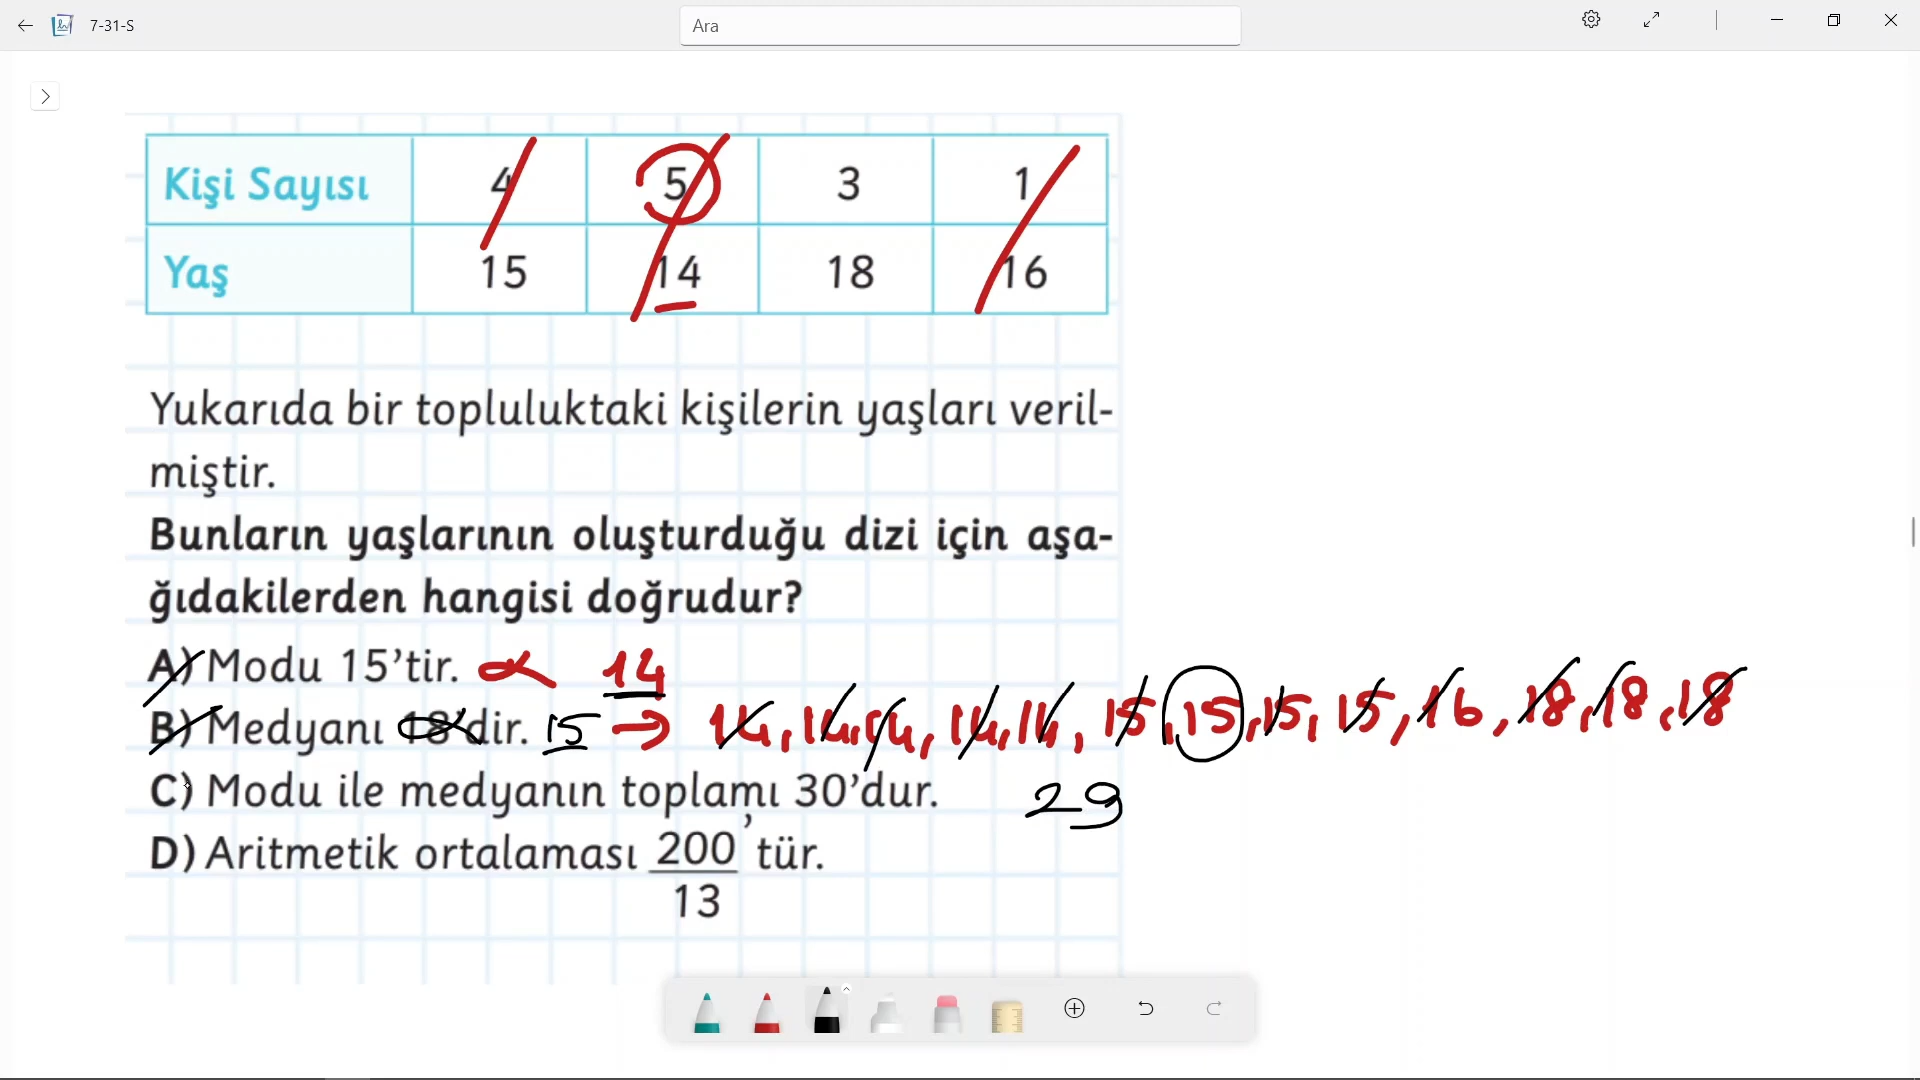 7-31-S
Ara
Kişi Sayısı 4 5 3 1
Yaş 15 14 18 16
Yukarıda bir topluluktaki kişilerin yaşları veril-
miştir.
Bunların yaşlarının oluşturduğu dizi için aşa-
ğıdakilerden hangisi doğrudur?
A) Modu 15’tir. 14
B) Medyanı 18’dir. 15 → 14, 14, 14, 14, 14, 15, 15, 15, 15, 16, 18, 18, 18
C) Modu ile medyanın toplamı 30’dur. 29
D) Aritmetik ortalaması 200/13’tür.